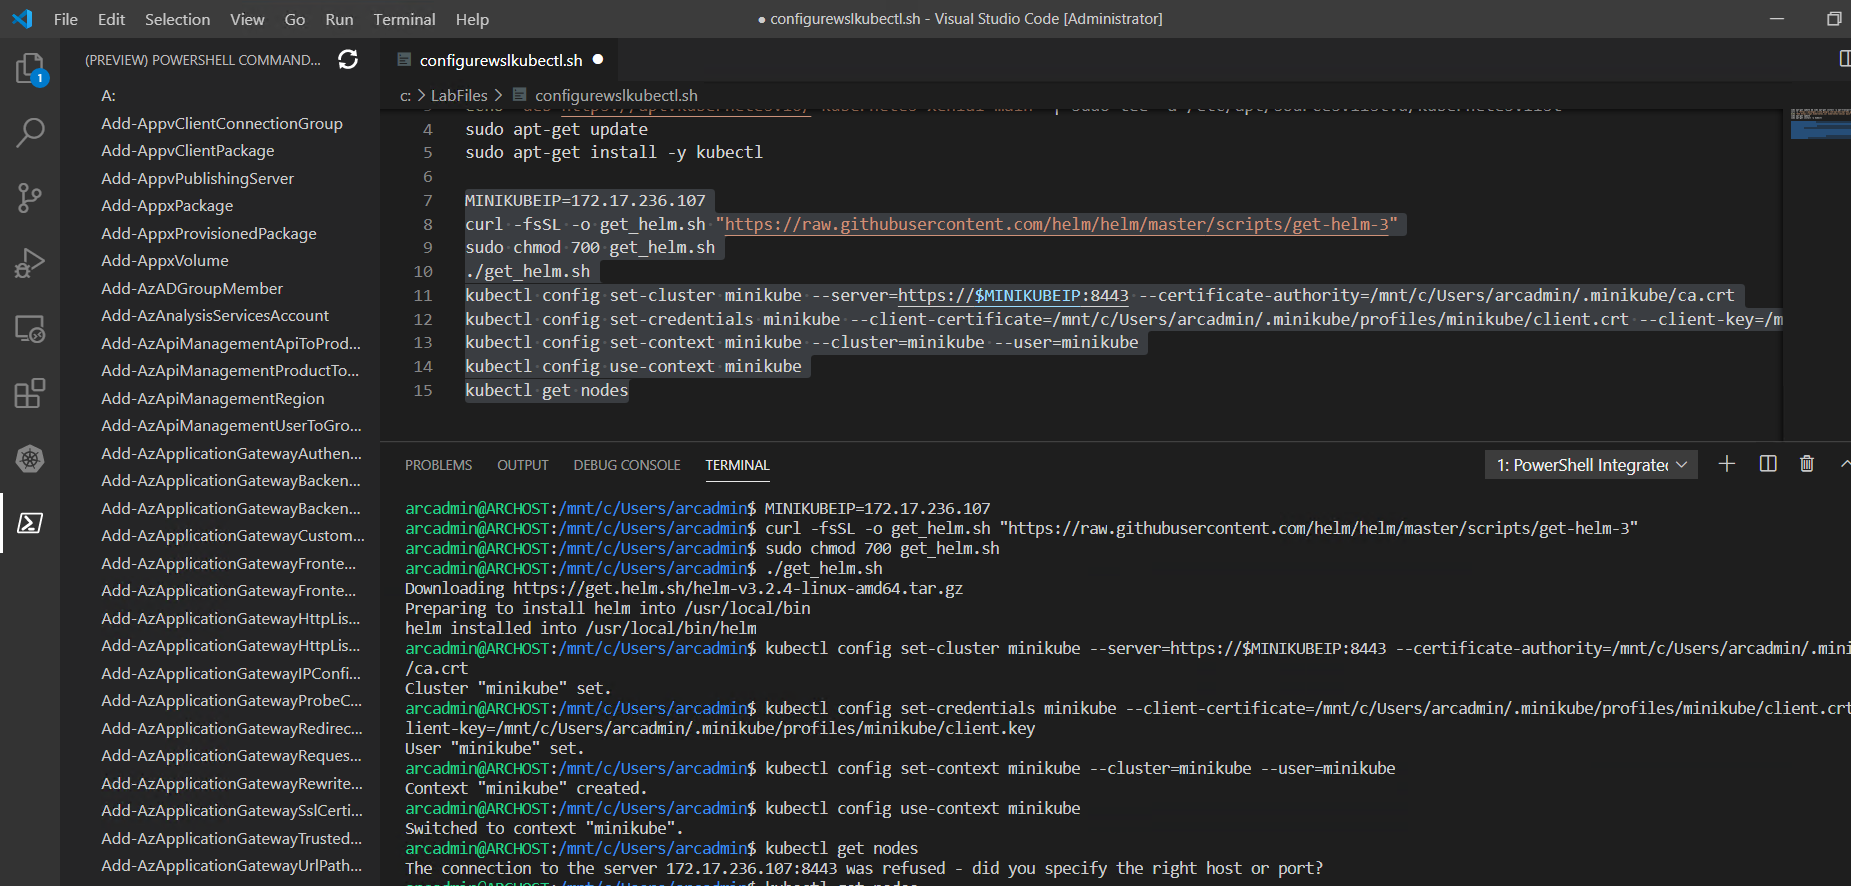 File Edit Selection View Go Run Terminal Help
● configurewslkubectl.sh - Visual Studio Code [Administrator]
1
(PREVIEW) POWERSHELL COMMAND...
A:
Add-AppvClientConnectionGroup
Add-AppvClientPackage
Add-AppvPublishingServer
Add-AppxPackage
Add-AppxProvisionedPackage
Add-AppxVolume
Add-AzADGroupMember
Add-AzAnalysisServicesAccount
Add-AzApiManagementApiToProd...
Add-AzApiManagementProductTo...
Add-AzApiManagementRegion
Add-AzApiManagementUserToGro...
Add-AzApplicationGatewayAuthen...
Add-AzApplicationGatewayBacken...
Add-AzApplicationGatewayBacken...
Add-AzApplicationGatewayCustom...
Add-AzApplicationGatewayFronte...
Add-AzApplicationGatewayFronte...
Add-AzApplicationGatewayHttpLis...
Add-AzApplicationGatewayHttpLis...
Add-AzApplicationGatewayIPConfi...
Add-AzApplicationGatewayProbeC...
Add-AzApplicationGatewayRedirec...
Add-AzApplicationGatewayReques...
Add-AzApplicationGatewayRewrite...
Add-AzApplicationGatewaySslCerti...
Add-AzApplicationGatewayTrusted...
Add-AzApplicationGatewayUrlPath...
configurewslkubectl.sh ●
c: > LabFiles > configurewslkubectl.sh
4 sudo apt-get update
5 sudo apt-get install -y kubectl
6
7 MINIKUBEIP=172.17.236.107
8 curl -fsSL -o get_helm.sh "https://raw.githubusercontent.com/helm/helm/master/scripts/get-helm-3"
9 sudo chmod 700 get_helm.sh
10 ./get_helm.sh
11 kubectl config set-cluster minikube --server=https://$MINIKUBEIP:8443 --certificate-authority=/mnt/c/Users/arcadmin/.minikube/ca.crt
12 kubectl config set-credentials minikube --client-certificate=/mnt/c/Users/arcadmin/.minikube/profiles/minikube/client.crt --client-key=/m
13 kubectl config set-context minikube --cluster=minikube --user=minikube
14 kubectl config use-context minikube
15 kubectl get nodes
PROBLEMS OUTPUT DEBUG CONSOLE TERMINAL
1: PowerShell Integrate
arcadmin@ARCHOST:/mnt/c/Users/arcadmin$ MINIKUBEIP=172.17.236.107
arcadmin@ARCHOST:/mnt/c/Users/arcadmin$ curl -fsSL -o get_helm.sh "https://raw.githubusercontent.com/helm/helm/master/scripts/get-helm-3"
arcadmin@ARCHOST:/mnt/c/Users/arcadmin$ sudo chmod 700 get_helm.sh
arcadmin@ARCHOST:/mnt/c/Users/arcadmin$ ./get_helm.sh
Downloading https://get.helm.sh/helm-v3.2.4-linux-amd64.tar.gz
Preparing to install helm into /usr/local/bin
helm installed into /usr/local/bin/helm
arcadmin@ARCHOST:/mnt/c/Users/arcadmin$ kubectl config set-cluster minikube --server=https://$MINIKUBEIP:8443 --certificate-authority=/mnt/c/Users/arcadmin/.mini
/ca.crt
Cluster "minikube" set.
arcadmin@ARCHOST:/mnt/c/Users/arcadmin$ kubectl config set-credentials minikube --client-certificate=/mnt/c/Users/arcadmin/.minikube/profiles/minikube/client.crt
lient-key=/mnt/c/Users/arcadmin/.minikube/profiles/minikube/client.key
User "minikube" set.
arcadmin@ARCHOST:/mnt/c/Users/arcadmin$ kubectl config set-context minikube --cluster=minikube --user=minikube
Context "minikube" created.
arcadmin@ARCHOST:/mnt/c/Users/arcadmin$ kubectl config use-context minikube
Switched to context "minikube".
arcadmin@ARCHOST:/mnt/c/Users/arcadmin$ kubectl get nodes
The connection to the server 172.17.236.107:8443 was refused - did you specify the right host or port?